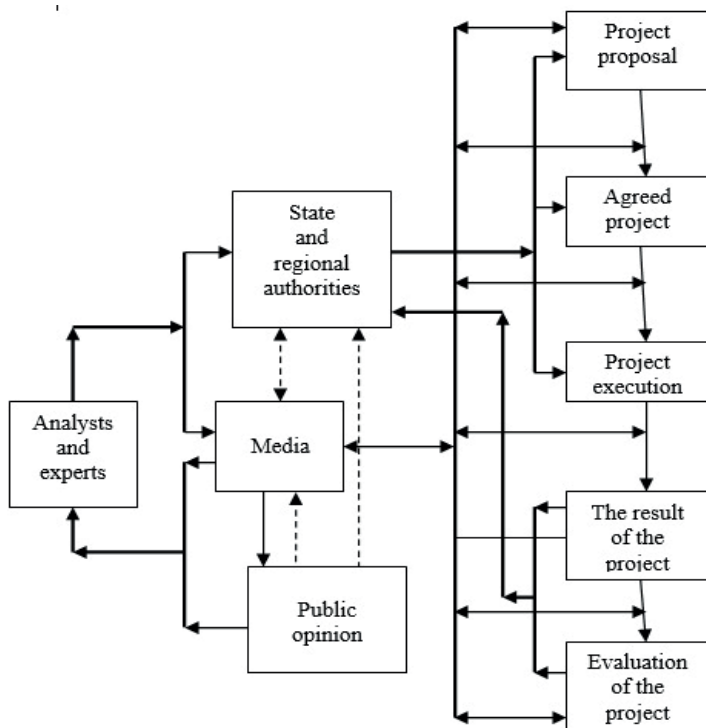 Project
proposal
State
and
regional
authorities
Agreed
project
Project
execution
Analysts
and
experts
Media
The result
of the
project
Public
opinion
Evaluation
of the
project